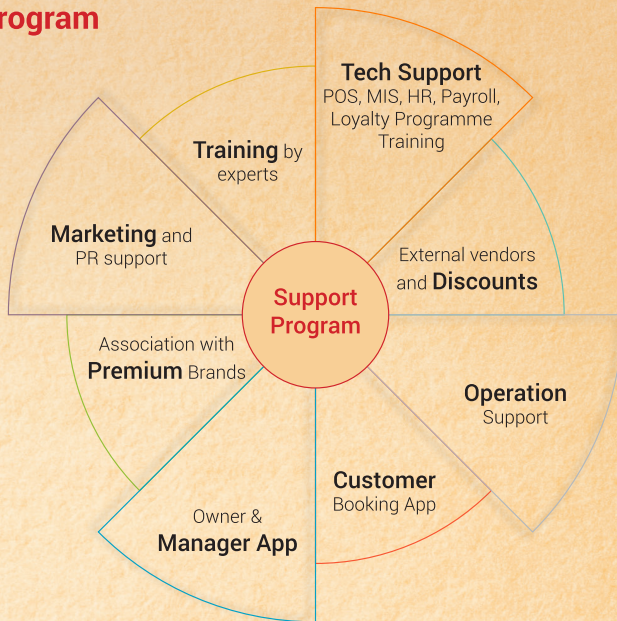 rogram
Tech Support
POS, MIS, HR, Payroll,
Loyalty Programme
Training
Training by
experts
External vendors
and Discounts
Marketing and
PR support
Support
Program
Association with
Premium Brands
Operation
Support
Customer
Booking App
Owner &
Manager App